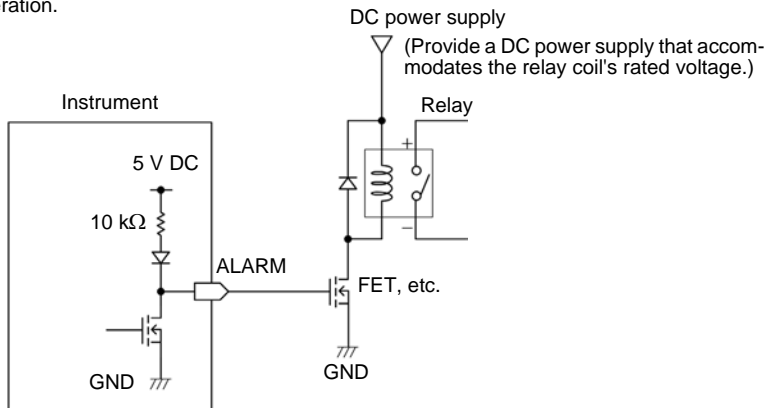 DC power supply
(Provide a DC power supply that accom-
modates the relay coil's rated voltage.)
Instrument
Relay
+
5 V DC
10 kΩ
−
ALARM
FET, etc.
GND
GND